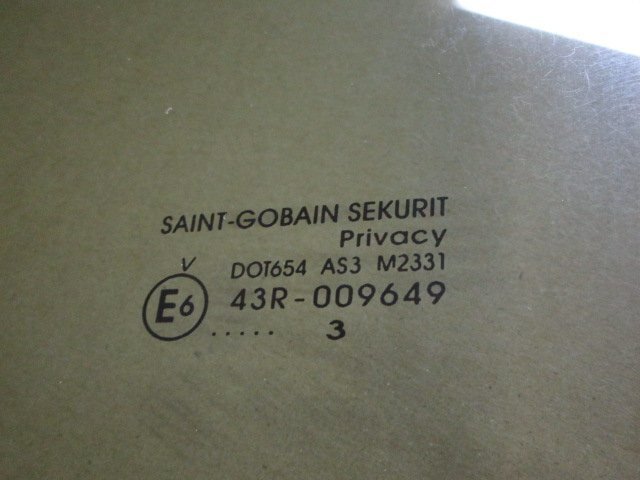 SAINT-GOBAIN SEKURIT
Privacy
V DOT654 AS3 M2331
E6 43R-009649
..... 3